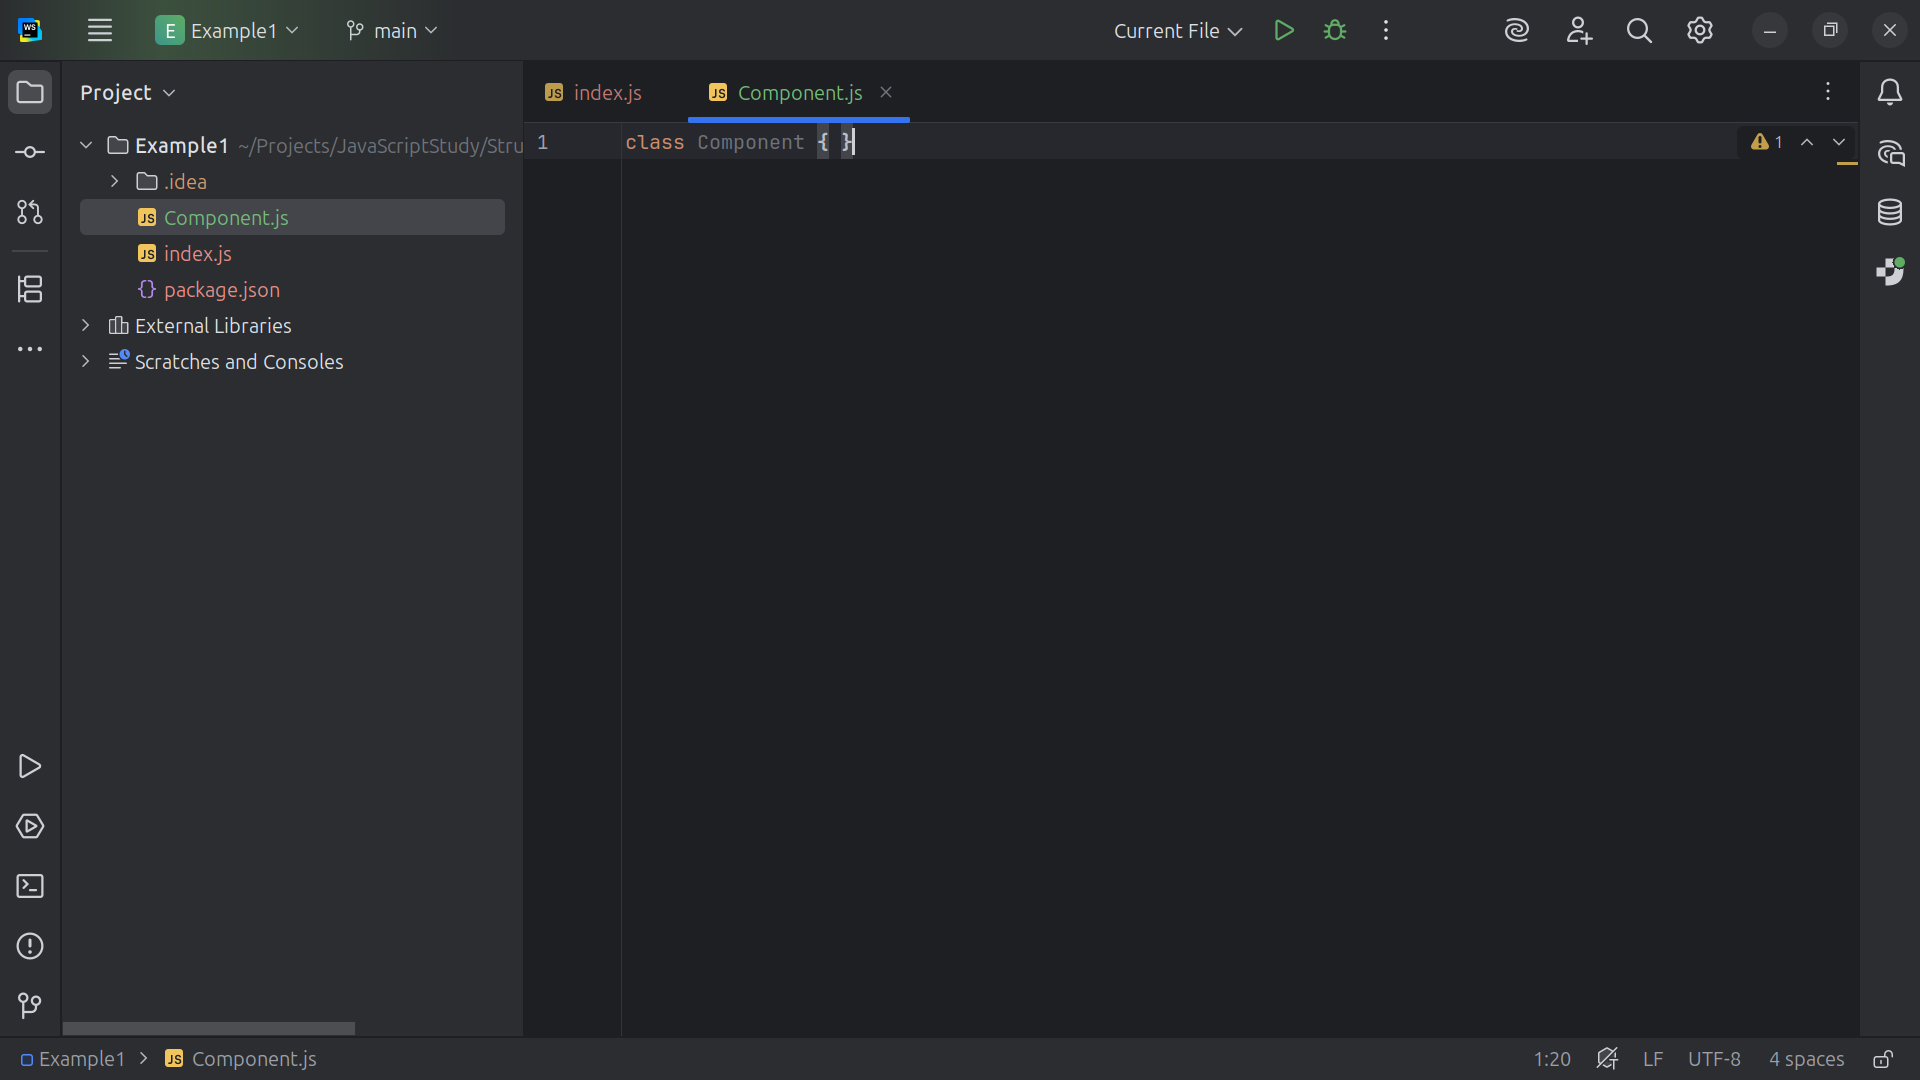 WS
E Example1
main
Current File
Project
JS index.js
JS Component.js
Example1 ~/Projects/JavaScriptStudy/Stru
.idea
JS Component.js
JS index.js
{} package.json
External Libraries
Scratches and Consoles
1 class Component { }
1
Example1 > JS Component.js
1:20
LF
UTF-8
4 spaces